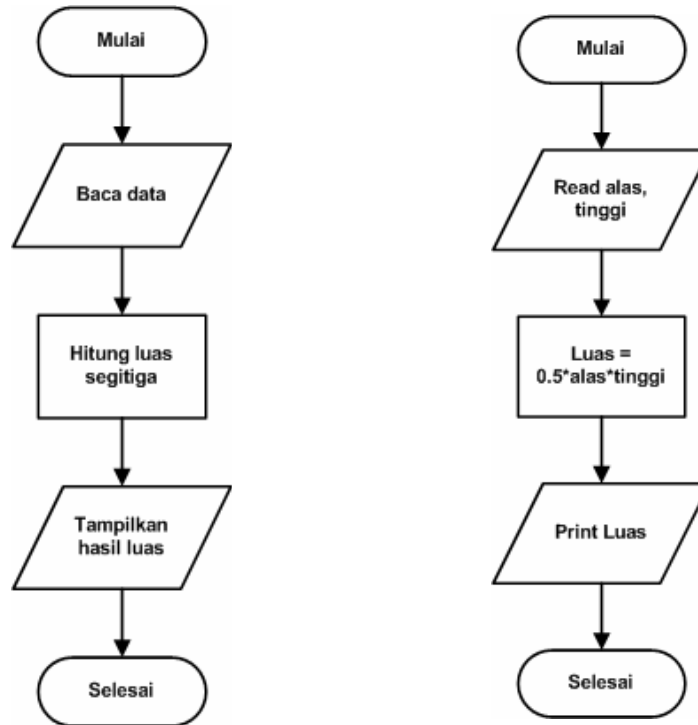 Mulai
Baca data
Hitung luas
segitiga
Tampilkan
hasil luas
Selesai
Mulai
Read alas,
tinggi
Luas =
0.5*alas*tinggi
Print Luas
Selesai